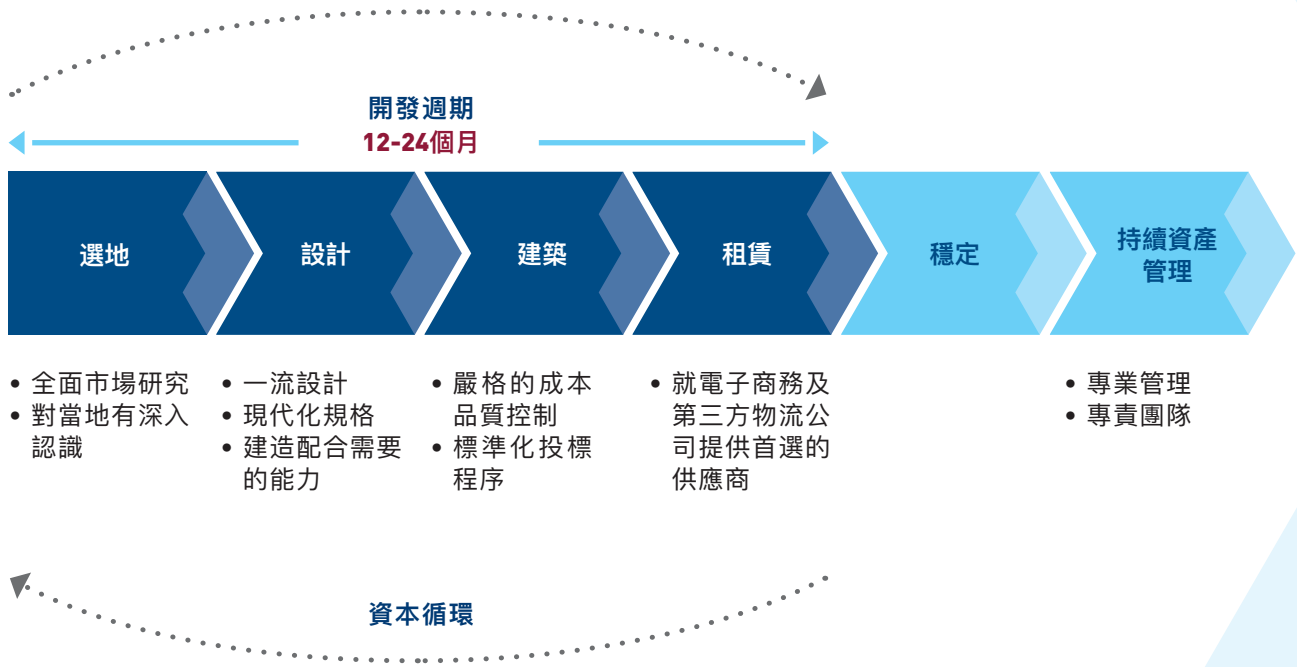 開發週期
12-24個月
選地
設計
建築
租賃
穩定
持續資產
管理
• 全面市場研究
• 對當地有深入
認識
• 一流設計
• 現代化規格
• 建造配合需要
的能力
• 嚴格的成本
品質控制
• 標準化投標
程序
• 就電子商務及
第三方物流公
司提供首選的
供應商
• 專業管理
• 專責團隊
資本循環